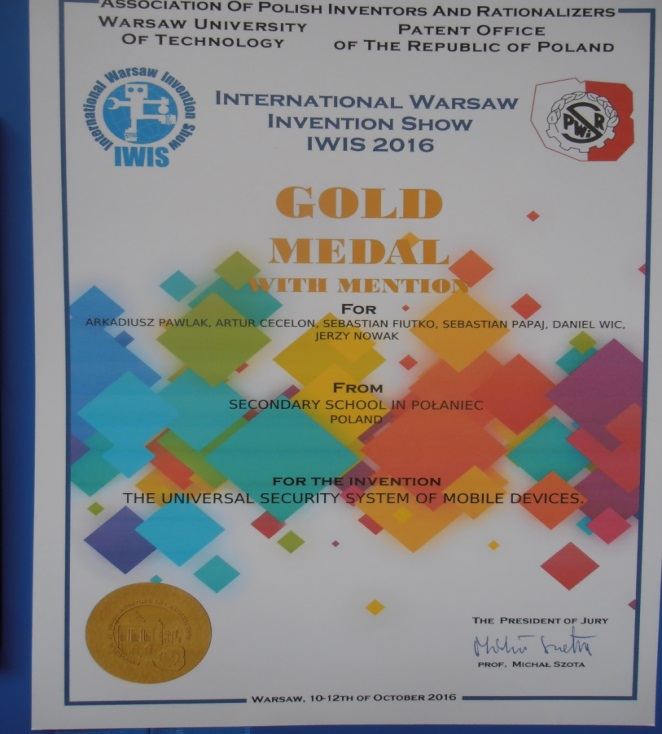 ASSOCIATION OF POLISH INVENTORS AND RATIONALIZERS
WARSAW UNIVERSITY OF TECHNOLOGY
PATENT OFFICE OF THE REPUBLIC OF POLAND
International Warsaw Invention Show
IWIS
INTERNATIONAL WARSAW
INVENTION SHOW
IWIS 2016
GOLD
MEDAL
WITH MENTION
FOR
ARKADIUSZ PAWLAK, ARTUR CECELON, SEBASTIAN FIUTKO, SEBASTIAN PAPAJ, DANIEL WIC,
JERZY NOWAK
FROM
SECONDARY SCHOOL IN POŁANIEC
POLAND
FOR THE INVENTION
THE UNIVERSAL SECURITY SYSTEM OF MOBILE DEVICES.
THE PRESIDENT OF JURY
PROF. MICHAŁ SZOTA
WARSAW, 10-12TH OF OCTOBER 2016